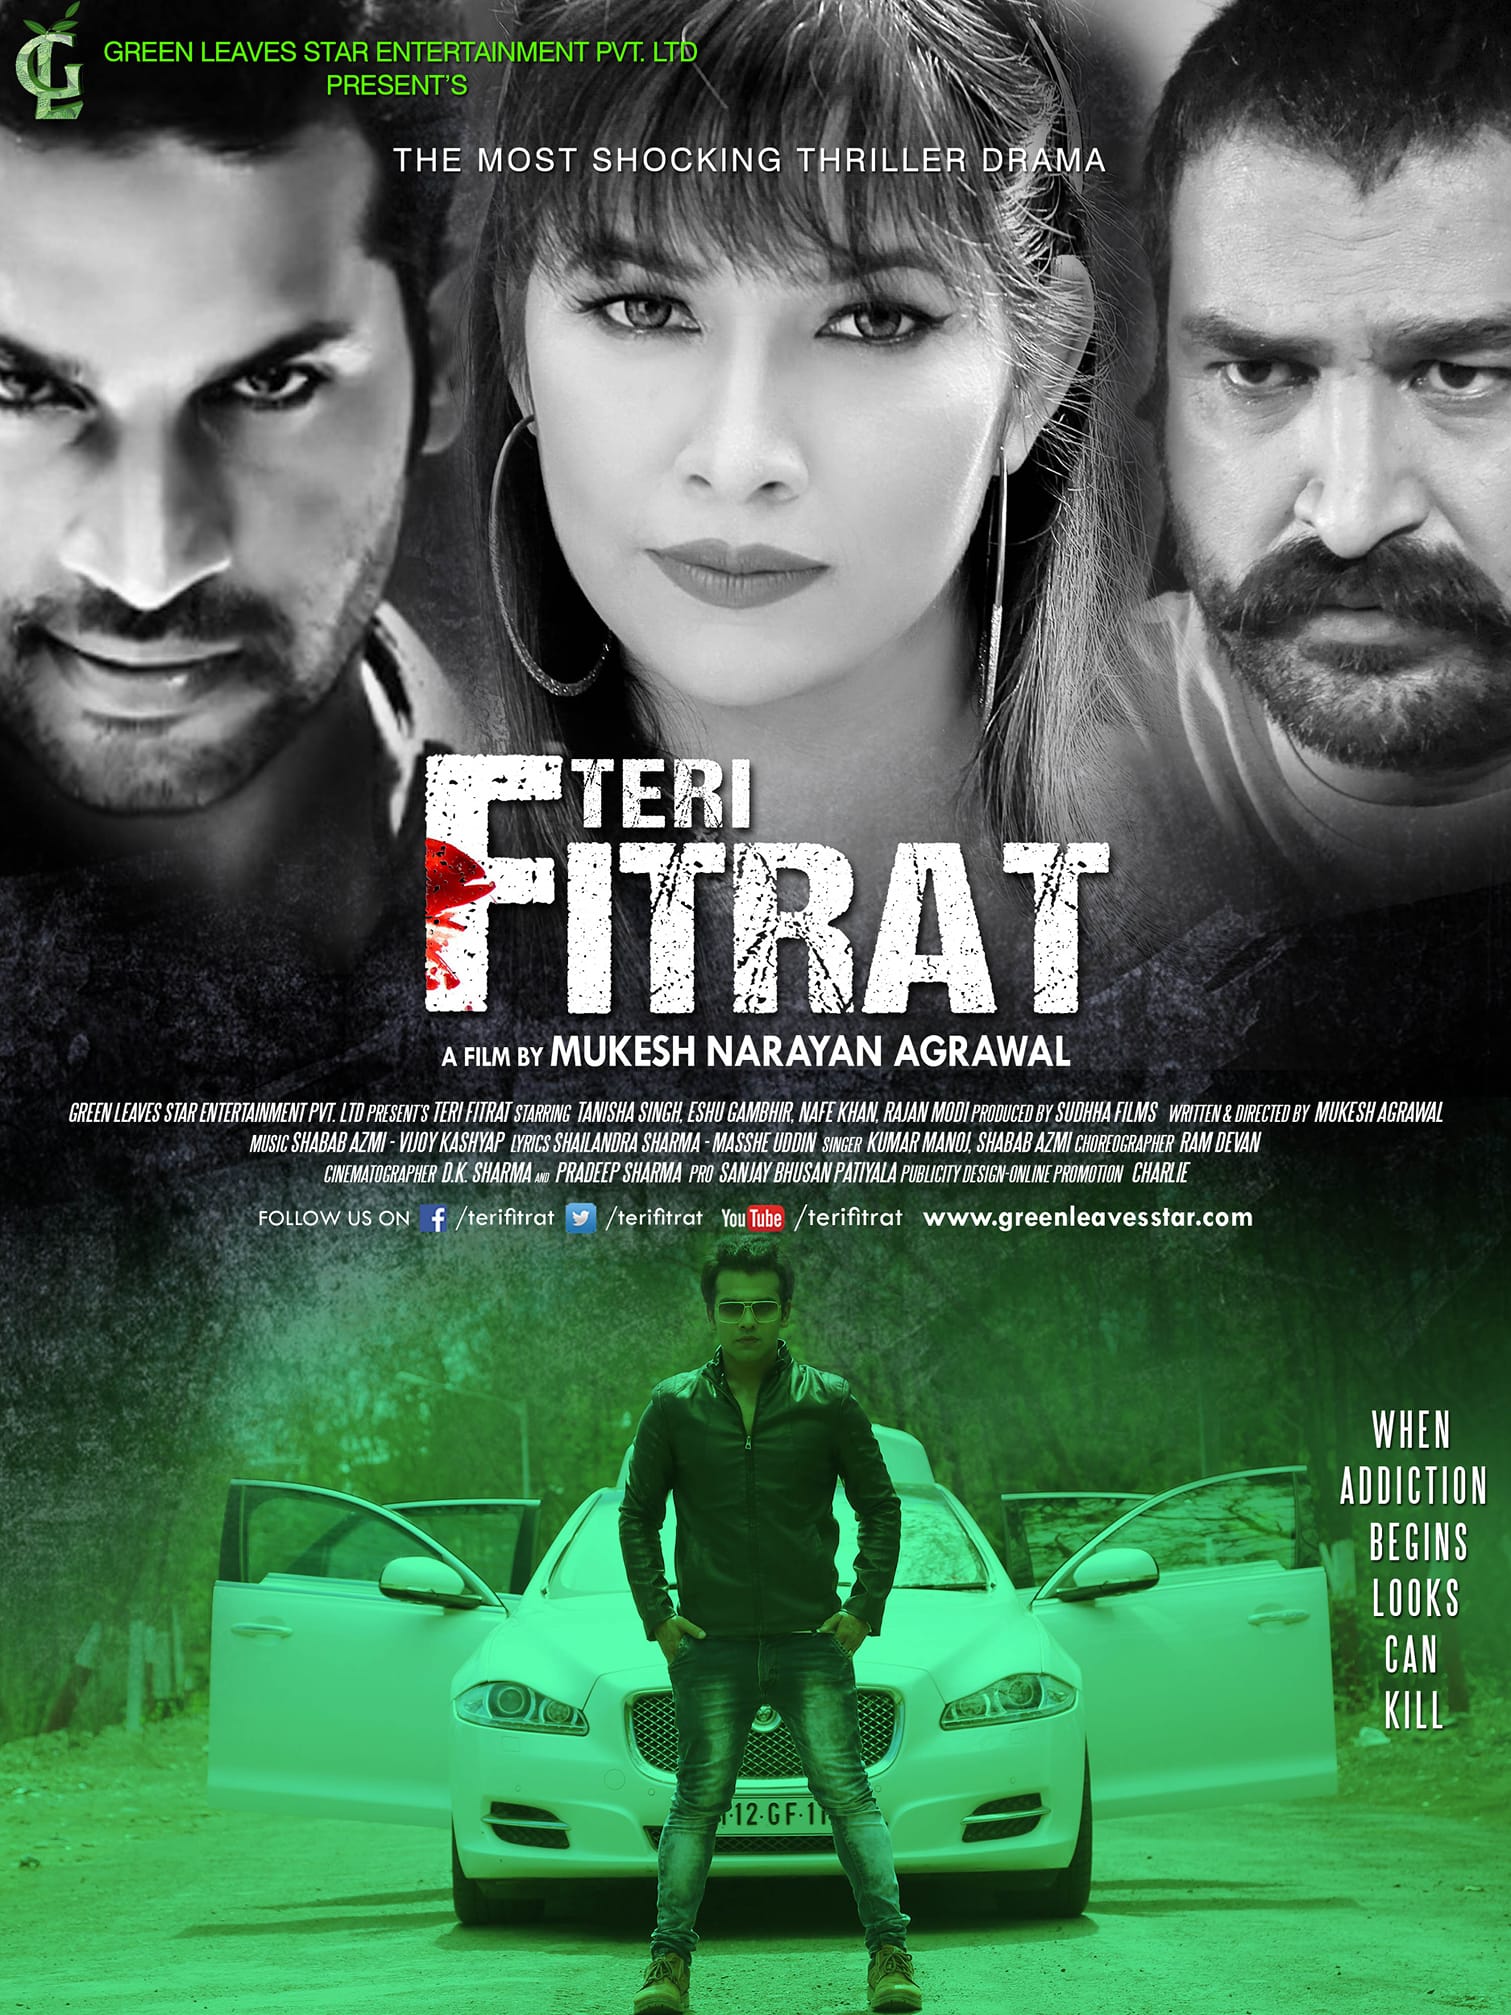 GL
GREEN LEAVES STAR ENTERTAINMENT PVT. LTD
PRESENT'S
THE MOST SHOCKING THRILLER DRAMA
TERI
FITRAT
A FILM BY MUKESH NARAYAN AGRAWAL
GREEN LEAVES STAR ENTERTAINMENT PVT. LTD PRESENT'S TERI FITRAT STARRING TANISHA SINGH, ESHU GAMBHIR, NAFE KHAN, RAJAN MODI PRODUCED BY SUDHHA FILMS WRITTEN & DIRECTED BY MUKESH AGRAWAL
MUSIC SHABAB AZMI - VIJOY KASHYAP LYRICS SHAILANDRA SHARMA - MASSHE UDDIN SINGER KUMAR MANOJ, SHABAB AZMI CHOREOGRAPHER RAM DEVAN
CINEMATOGRAPHER D.K. SHARMA AND PRADEEP SHARMA PRO SANJAY BHUSAN PATIYALA PUBLICITY DESIGN-ONLINE PROMOTION CHARLIE
FOLLOW US ON f /terifitrat /terifitrat YouTube /terifitrat www.greenleavesstar.com
WHEN
ADDICTION
BEGINS
LOOKS
CAN
KILL
12·GF·11